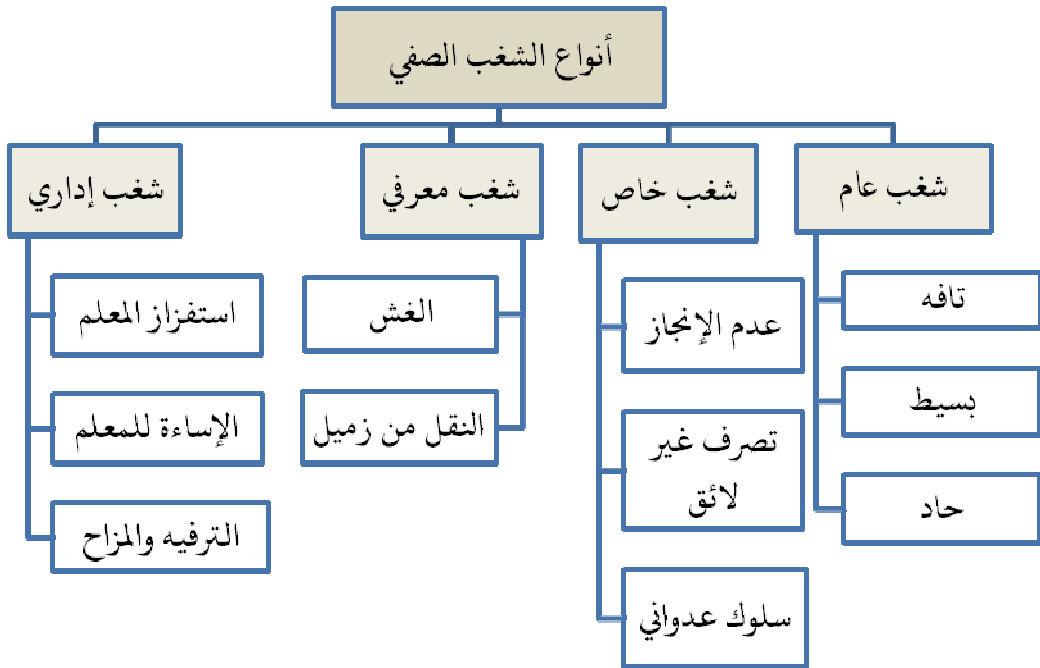 أنواع الشغب الصفي
شغب عام
تافه
بسيط
حاد
شغب خاص
عدم الإنجاز
تصرف غير
لائق
سلوك عدواني
شغب معرفي
الغش
النقل من زميل
شغب إداري
استفزاز المعلم
الإساءة للمعلم
الترفيه والمزاح